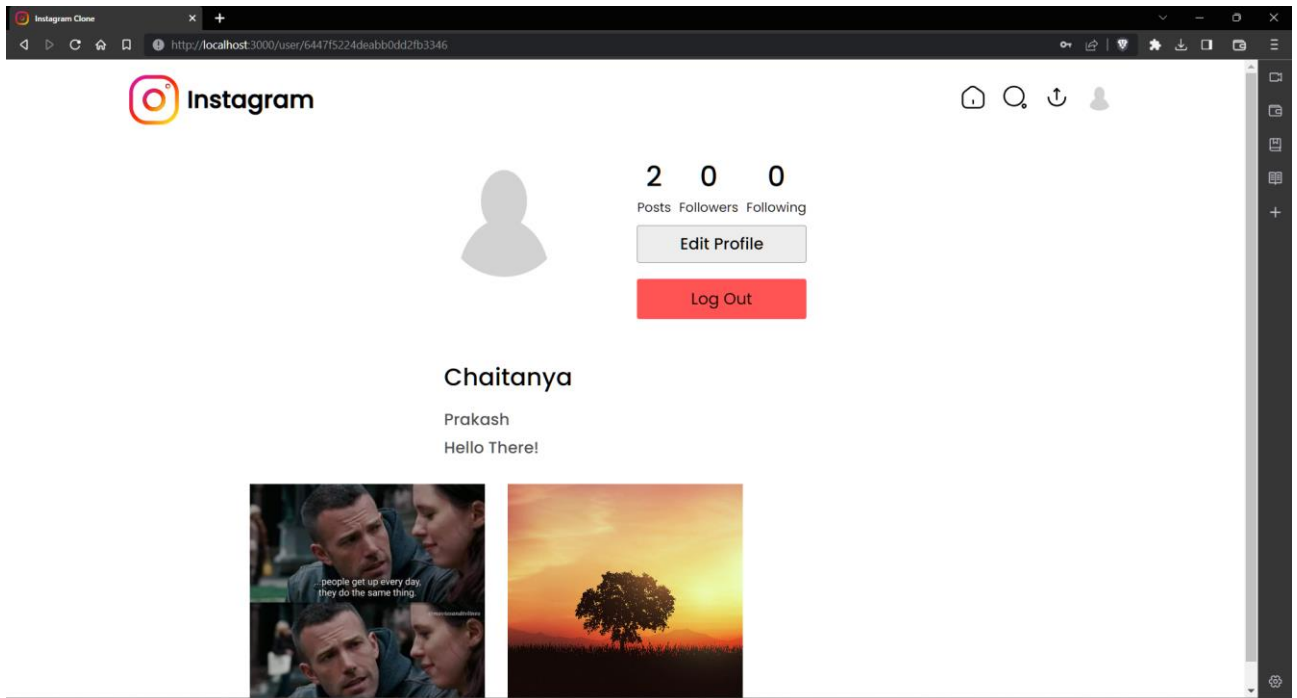 Instagram Clone
http://localhost:3000/user/6447f5224deabb0dd2fb3346
Instagram
2 0 0
Posts Followers Following
Edit Profile
Log Out
Chaitanya
Prakash
Hello There!
...people get up every day,
they do the same thing.